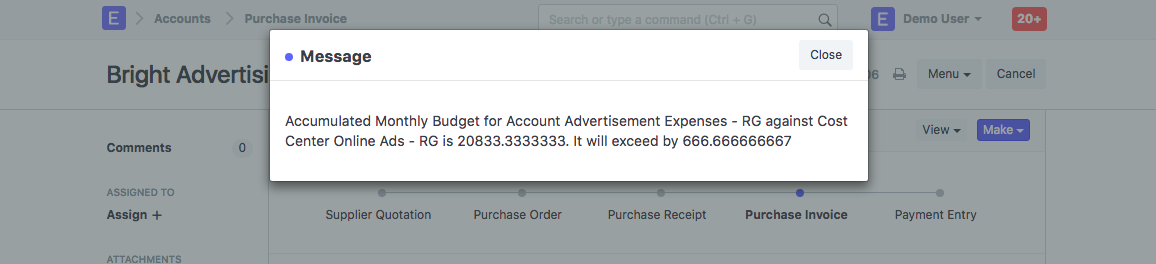 E Accounts Purchase Invoice Search or type a command (Ctrl + G) E Demo User 20+
Message Close
Bright Advertisi Menu Cancel
Accumulated Monthly Budget for Account Advertisement Expenses - RG against Cost
Center Online Ads - RG is 20833.3333333. It will exceed by 666.666666667
View Make
Comments 0
ASSIGNED TO
Assign +
Supplier Quotation Purchase Order Purchase Receipt Purchase Invoice Payment Entry
ATTACHMENTS